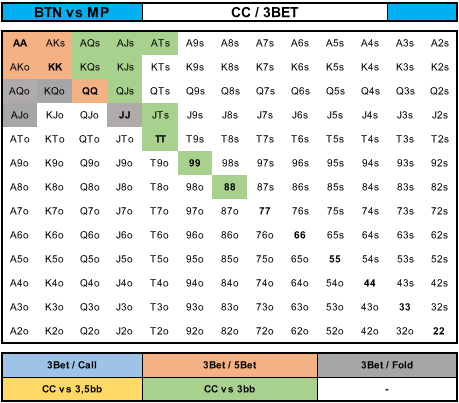 BTN vs MP CC / 3BET
AA AKs AQs AJs ATs A9s A8s A7s A6s A5s A4s A3s A2s
AKo KK KQs KJs KTs K9s K8s K7s K6s K5s K4s K3s K2s
AQo KQo QQ QJs QTs Q9s Q8s Q7s Q6s Q5s Q4s Q3s Q2s
AJo KJo QJo JJ JTs J9s J8s J7s J6s J5s J4s J3s J2s
ATo KTo QTo JTo TT T9s T8s T7s T6s T5s T4s T3s T2s
A9o K9o Q9o J9o T9o 99 98s 97s 96s 95s 94s 93s 92s
A8o K8o Q8o J8o T8o 98o 88 87s 86s 85s 84s 83s 82s
A7o K7o Q7o J7o T7o 97o 87o 77 76s 75s 74s 73s 72s
A6o K6o Q6o J6o T6o 96o 86o 76o 66 65s 64s 63s 62s
A5o K5o Q5o J5o T5o 95o 85o 75o 65o 55 54s 53s 52s
A4o K4o Q4o J4o T4o 94o 84o 74o 64o 54o 44 43s 42s
A3o K3o Q3o J3o T3o 93o 83o 73o 63o 53o 43o 33 32s
A2o K2o Q2o J2o T2o 92o 82o 72o 62o 52o 42o 32o 22
3Bet / Call 3Bet / 5Bet 3Bet / Fold
CC vs 3,5bb CC vs 3bb -